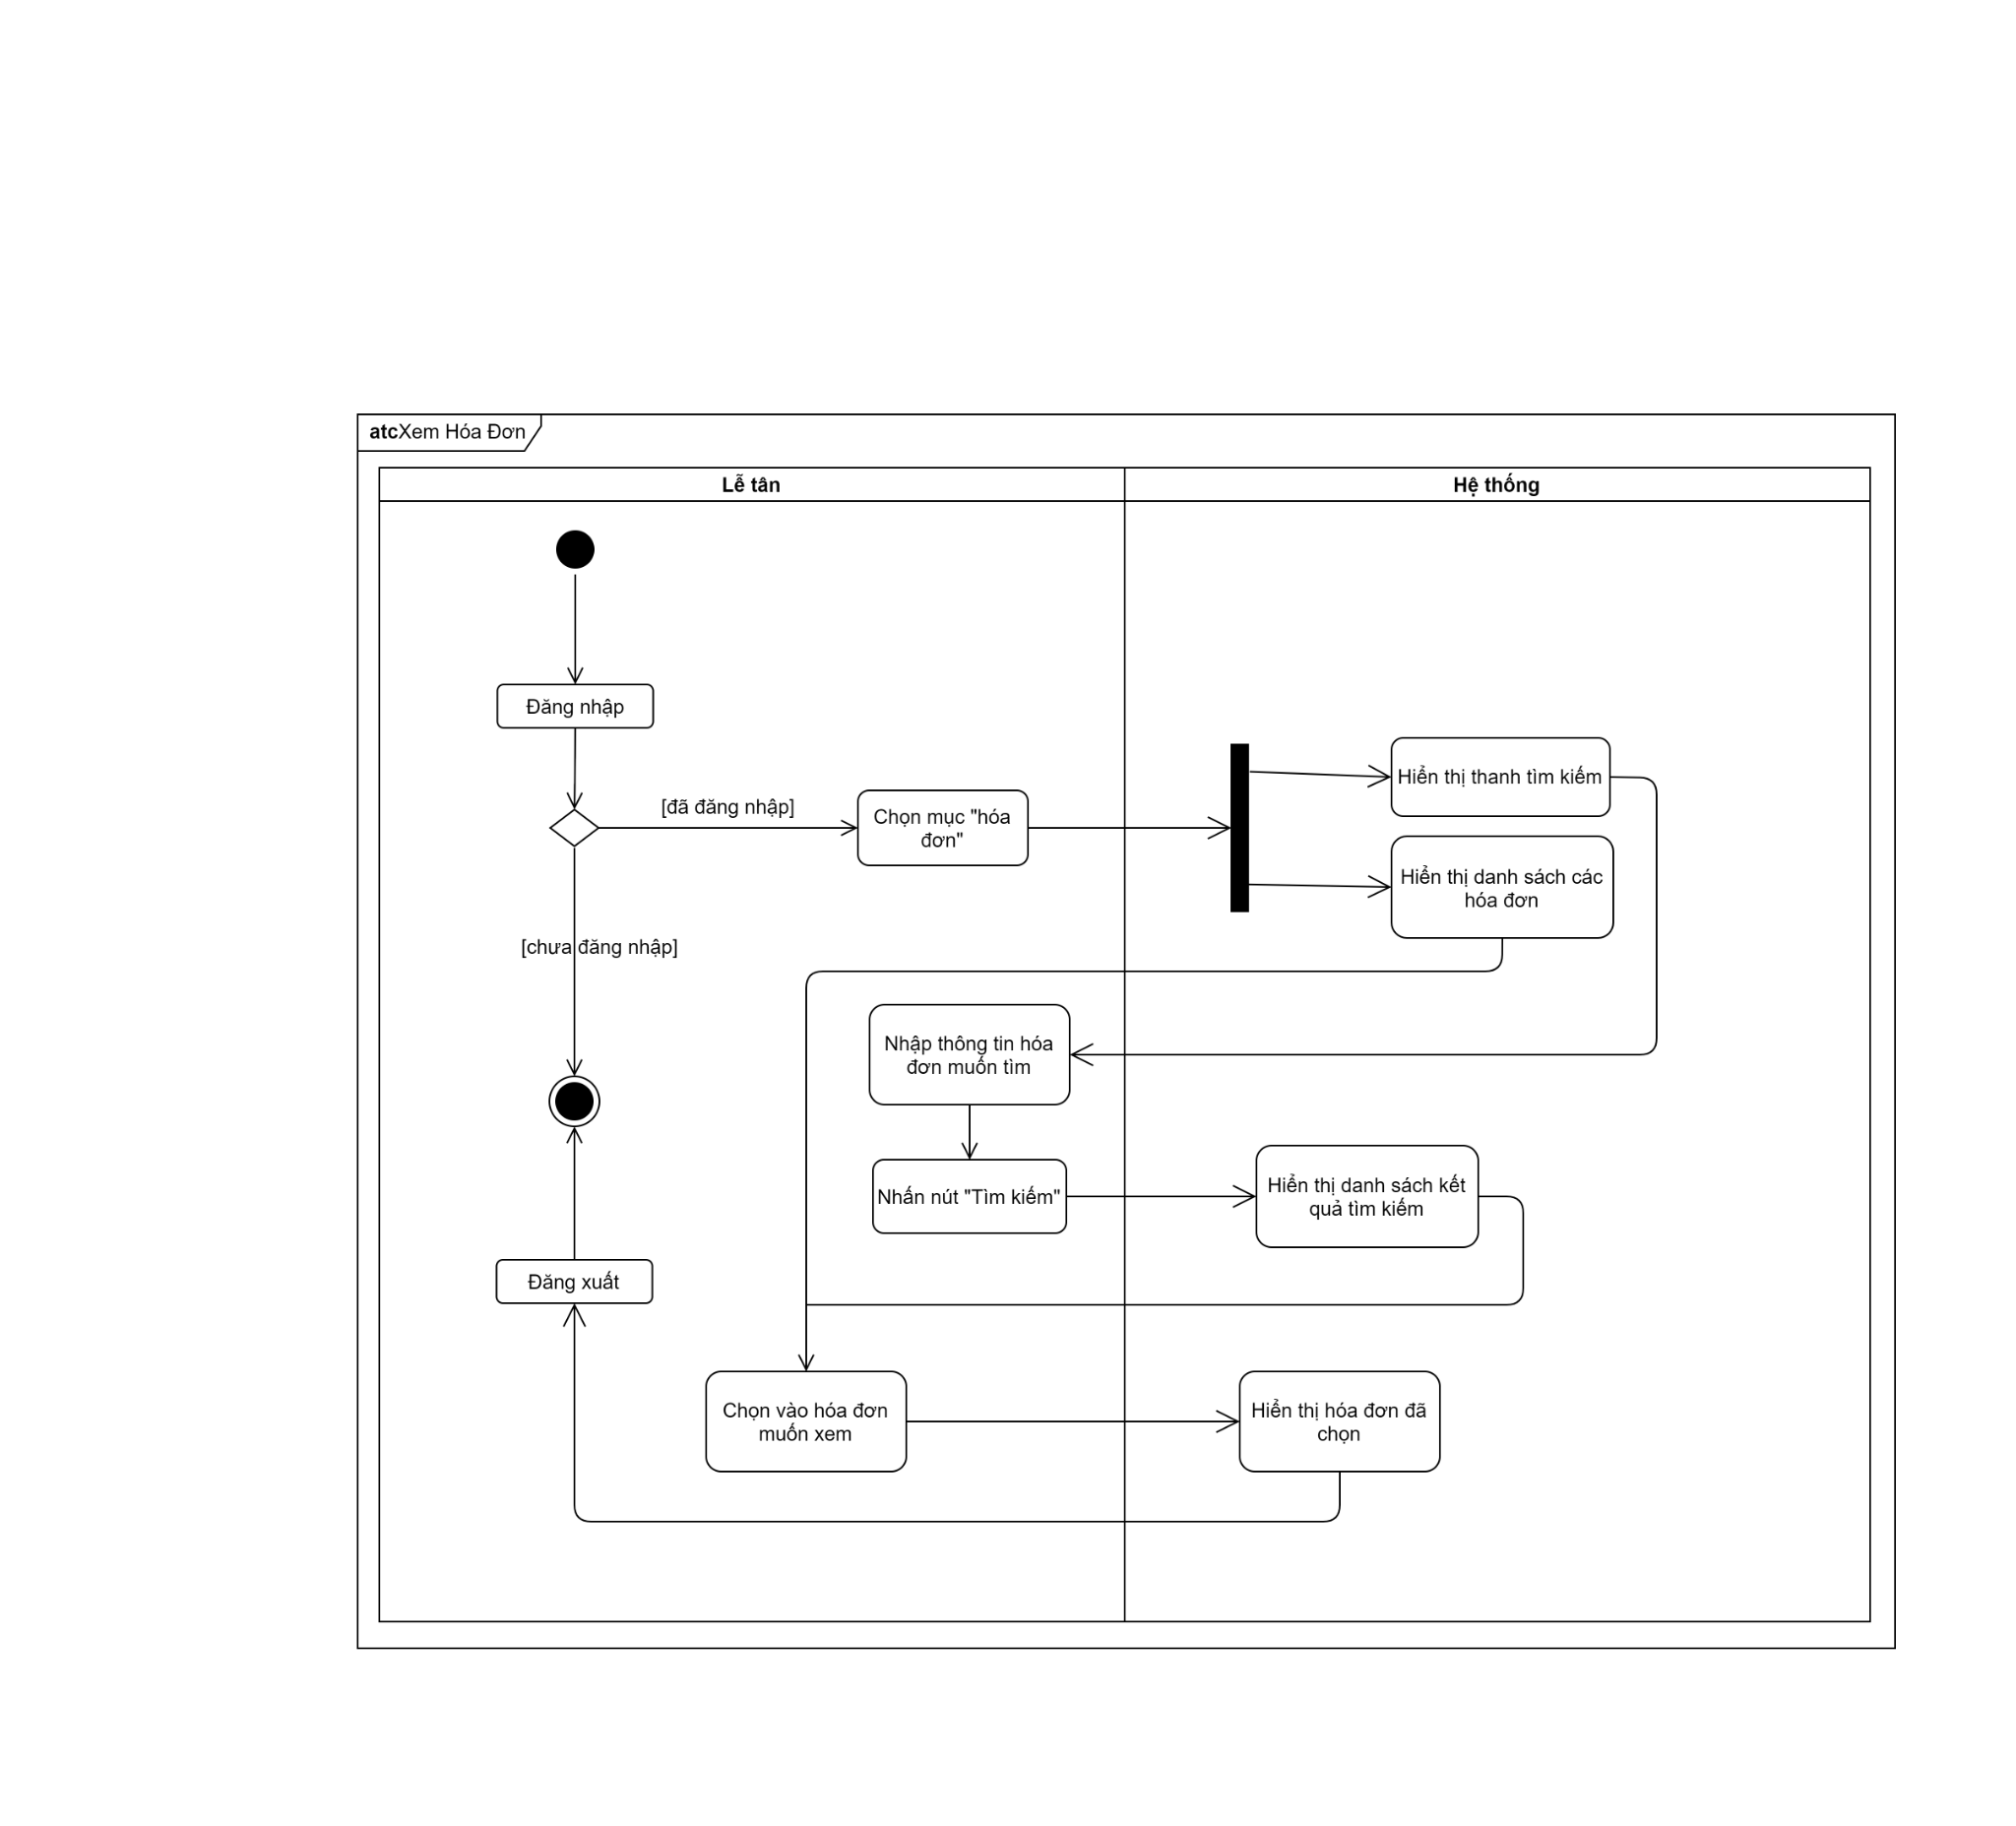 atcXem Hóa Đơn
Lễ tân
Hệ thống
Đăng nhập
[đã đăng nhập]
Chọn mục "hóa
đơn"
Hiển thị thanh tìm kiếm
Hiển thị danh sách các
hóa đơn
[chưa đăng nhập]
Nhập thông tin hóa
đơn muốn tìm
Nhấn nút "Tìm kiếm"
Hiển thị danh sách kết
quả tìm kiếm
Đăng xuất
Chọn vào hóa đơn
muốn xem
Hiển thị hóa đơn đã
chọn